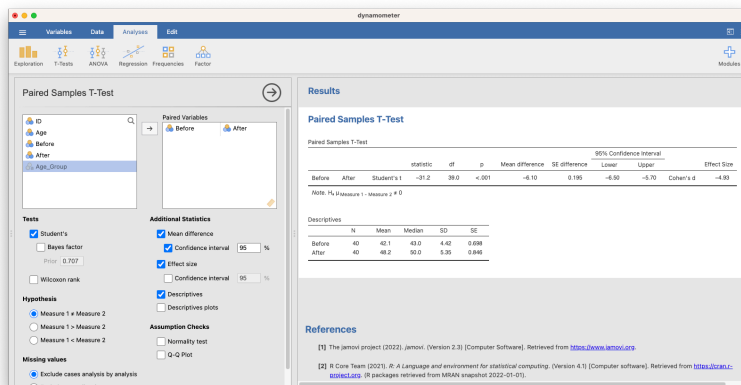 dynamometer
Variables Data Analyses Edit
Exploration T-Tests ANOVA Regression Frequencies Factor Modules
Paired Samples T-Test
ID
Age
Before
After
Age_Group
Paired Variables
Before After
Tests
Student's
Bayes factor
Prior 0.707
Wilcoxon rank
Hypothesis
Measure 1 ≠ Measure 2
Measure 1 > Measure 2
Measure 1 < Measure 2
Missing values
Exclude cases analysis by analysis
Additional Statistics
Mean difference
Confidence interval 95 %
Effect size
Confidence interval 95 %
Descriptives
Descriptives plots
Assumption Checks
Normality test
Q-Q Plot
Results
Paired Samples T-Test
Paired Samples T-Test
95% Confidence Interval
statistic df p Mean difference SE difference Lower Upper Effect Size
Before After Student's t −31.2 39.0 <.001 −6.10 0.195 −6.50 −5.70 Cohen's d −4.93
Note. Hₐ μ Measure 1 - Measure 2 ≠ 0
Descriptives
N Mean Median SD SE
Before 40 42.1 43.0 4.42 0.698
After 40 48.2 50.0 5.35 0.846
References
[1] The jamovi project (2022). jamovi. (Version 2.3) [Computer Software]. Retrieved from https://www.jamovi.org.
[2] R Core Team (2021). R: A Language and environment for statistical computing. (Version 4.1) [Computer software]. Retrieved from https://cran.r-
project.org. (R packages retrieved from MRAN snapshot 2022-01-01).